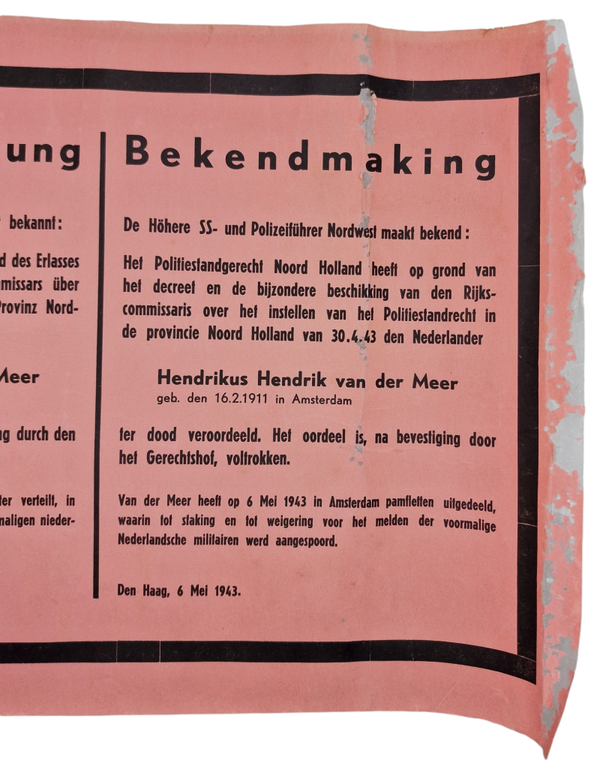 ung
bekannt:
d des Erlasses
missars über
Provinz Nord-
Meer
ng durch den
ter verteilt, in
maligen nieder-
Bekendmaking
De Höhere SS- und Polizeiführer Nordwest maakt bekend:
Het Politiestandgerecht Noord Holland heeft op grond van
het decreet en de bijzondere beschikking van den Rijks-
commissaris over het instellen van het Politiestandrecht in
de provincie Noord Holland van 30.4.43 den Nederlander
Hendrikus Hendrik van der Meer
geb. den 16.2.1911 in Amsterdam
ter dood veroordeeld. Het oordeel is, na bevestiging door
het Gerechtshof, voltrokken.
Van der Meer heeft op 6 Mei 1943 in Amsterdam pamfletten uitgedeeld,
waarin tot staking en tot weigering voor het melden der voormalige
Nederlandsche militairen werd aangespoord.
Den Haag, 6 Mei 1943.